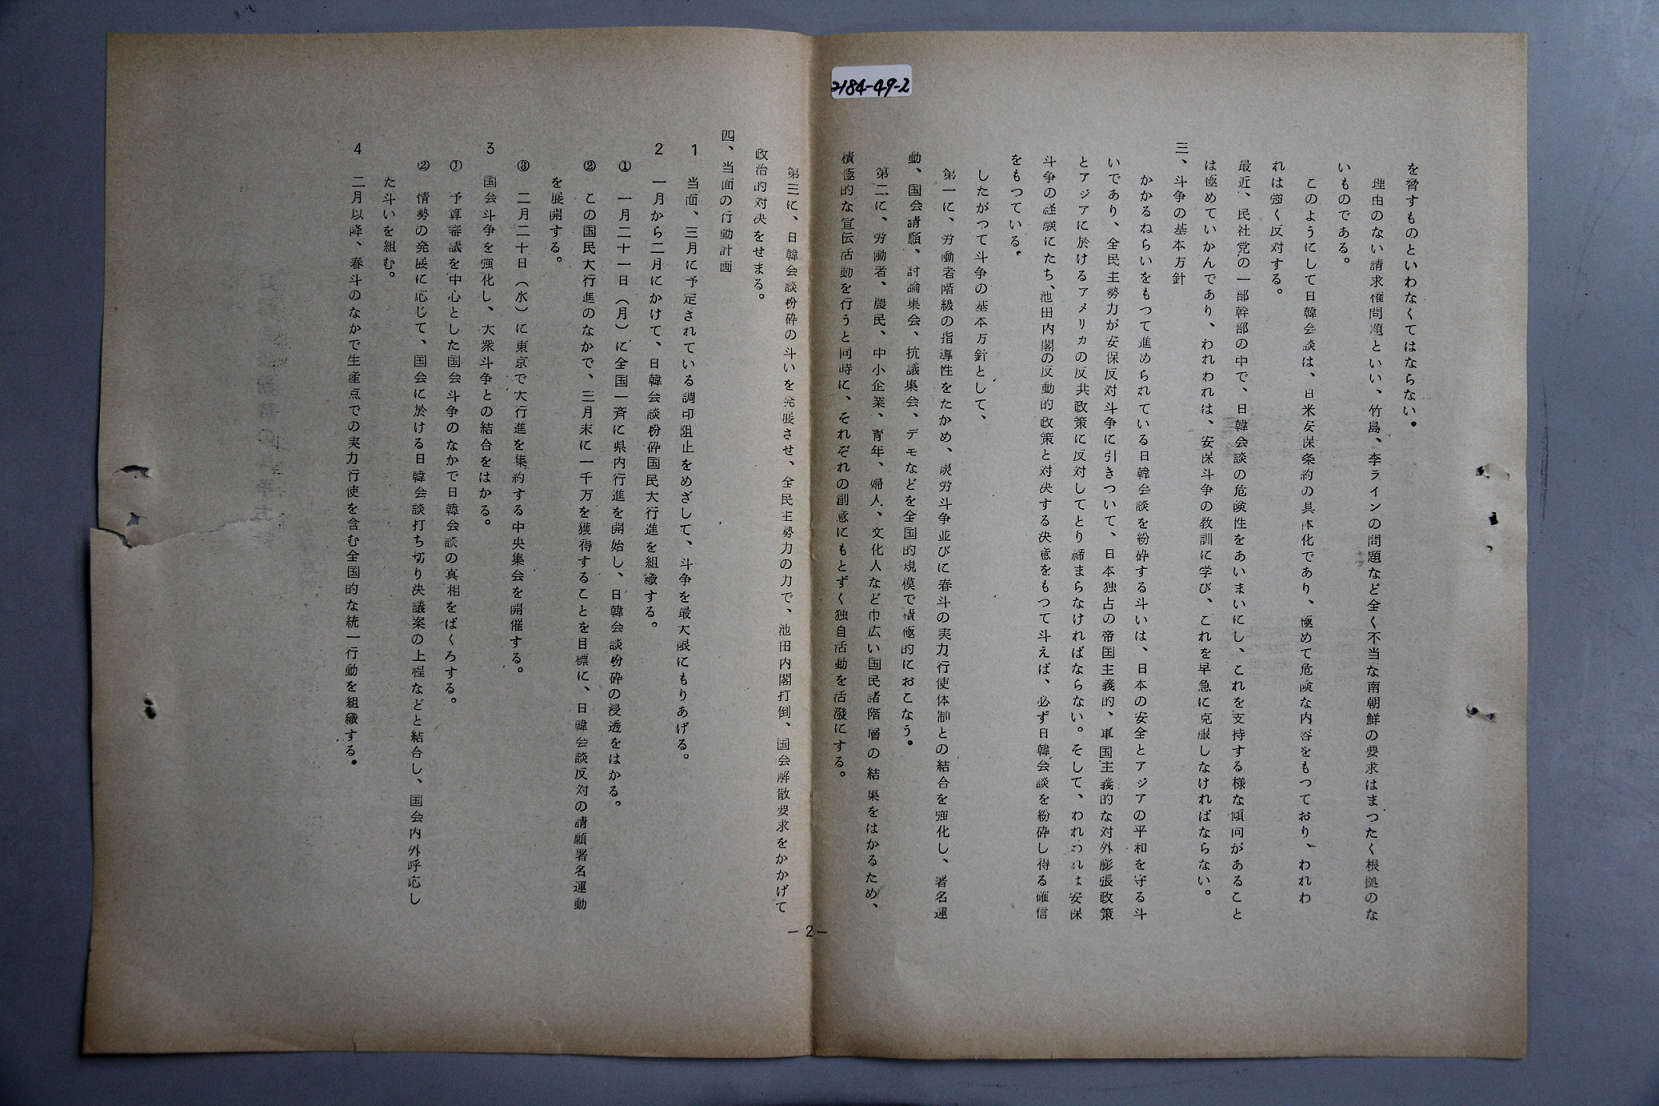 2184-49-2
を脅すものといわなくてはならない。
理由のない請求権問題といい、竹島、李ラインの問題など全く不当な南朝鮮の要求はまつたく根拠のな
いものである。
このようにして日韓会談は、日米安保条約の具体化であり、極めて危険な内容をもつており、われわ
れは強く反対する。
最近、民社党の一部幹部の中で、日韓会談の危険性をあいまいにし、これを支持する様な傾向があること
は極めていかんであり、われわれは、安保斗争の教訓に学び、これを早急に克服しなければならない。
三、斗争の基本方針
かかるねらいをもつて進められている日韓会談を粉砕する斗いは、日本の安全とアジアの平和を守る斗
いであり、全民主勢力が安保反対斗争に引きついて、日本独占の帝国主義的、軍国主義的な対外膨張政策
とアジアに於けるアメリカの反共政策に反対してとり締まらなければならない。そして、われわれは安保
斗争の経験にたち、池田内閣の反動的政策と対決する決意をもつて斗えば、必ず日韓会談を粉砕し得る確信
をもつている。
したがつて斗争の基本方針として、
第一に、労働者階級の指導性をたかめ、炭労斗争並びに春斗の実力行使体制との結合を強化し、署名運
動、国会請願、討論集会、抗議集会、デモなどを全国的規模で積極的におこなう。
第二に、労働者、農民、中小企業、青年、婦人、文化人など巾広い国民諸階層の結集をはかるため、
積極的な宣伝活動を行うと同時に、それぞれの創意にもとずく独自活動を活潑にする。
第三に、日韓会談粉砕の斗いを発展させ、全民主勢力の力で、池田内閣打倒、国会解散要求をかかげて
政治的対決をせまる。
四、当面の行動計画
1 当面、三月に予定されている調印阻止をめざして、斗争を最大限にもりあげる。
2 一月から二月にかけて、日韓会談粉砕国民大行進を組織する。
① 一月二十一日(月)に全国一斉に県内行進を開始し、日韓会談粉砕の浸透をはかる。
② この国民大行進のなかで、三月末に一千万を獲得することを目標に、日韓会談反対の請願署名運動
を展開する。
③ 二月二十日(水)に東京で大行進を集約する中央集会を開催する。
3 国会斗争を強化し、大衆斗争との結合をはかる。
① 予算審議を中心とした国会斗争のなかで日韓会談の真相をばくろする。
② 情勢の発展に応じて、国会に於ける日韓会談打ち切り決議案の上程などと結合し、国会内外呼応し
た斗いを組む。
4 二月以降、春斗のなかで生産点での実力行使を含む全国的な統一行動を組織する。
－2－